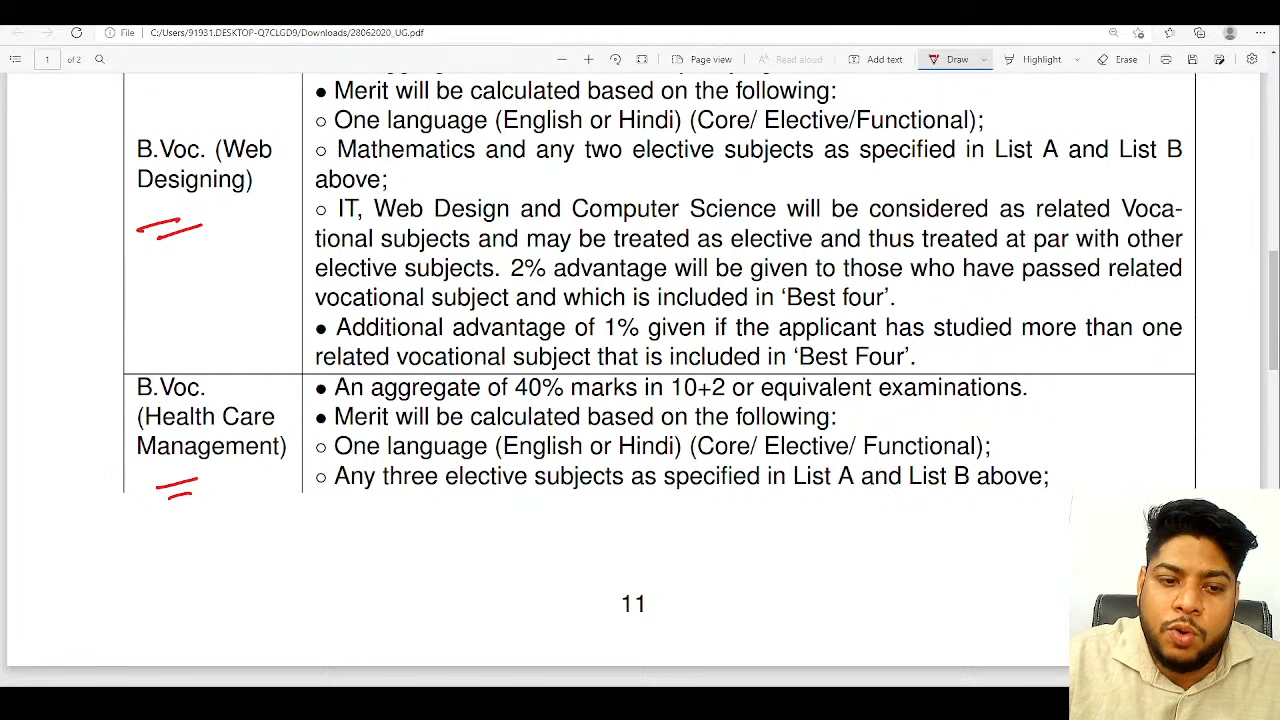 File
C:/Users/91931.DESKTOP-Q7CLGD9/Downloads/28062020_UG.pdf
1 of 2
Page view
Read aloud
Add text
Draw
Highlight
Erase
• Merit will be calculated based on the following:
○ One language (English or Hindi) (Core/ Elective/Functional);
B.Voc. (Web
Designing)
○ Mathematics and any two elective subjects as specified in List A and List B
above;
○ IT, Web Design and Computer Science will be considered as related Voca-
tional subjects and may be treated as elective and thus treated at par with other
elective subjects. 2% advantage will be given to those who have passed related
vocational subject and which is included in ‘Best four’.
• Additional advantage of 1% given if the applicant has studied more than one
related vocational subject that is included in ‘Best Four’.
B.Voc.
(Health Care
Management)
• An aggregate of 40% marks in 10+2 or equivalent examinations.
• Merit will be calculated based on the following:
○ One language (English or Hindi) (Core/ Elective/ Functional);
○ Any three elective subjects as specified in List A and List B above;
11